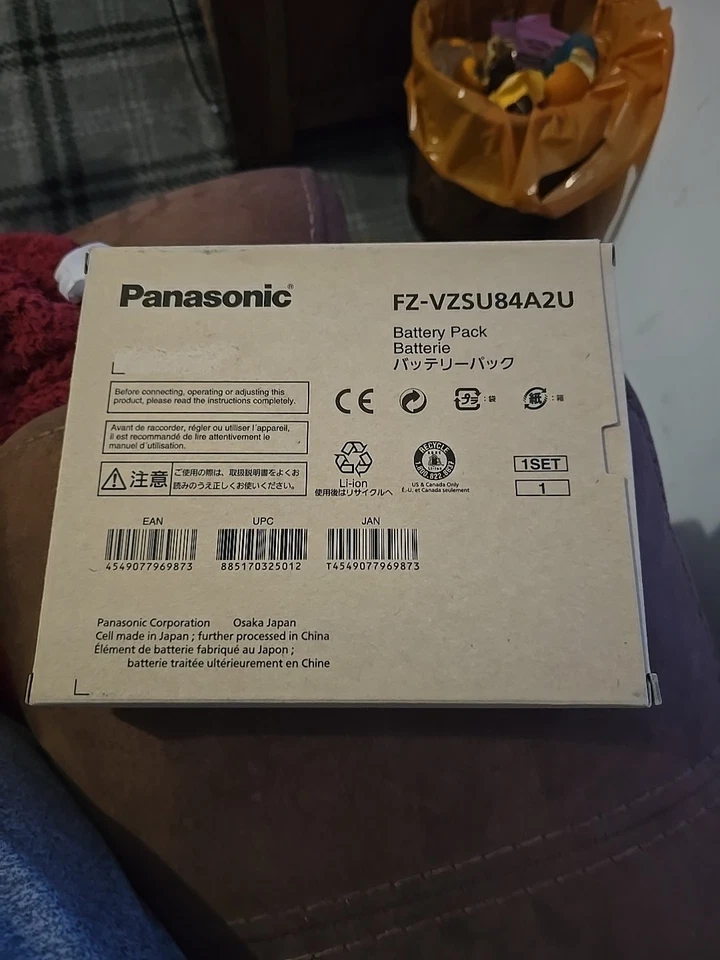 Panasonic®
FZ-VZSU84A2U
Battery Pack
Batterie
バッテリーパック
Before connecting, operating or adjusting this
product, please read the instructions completely.
Avant de raccorder, régler ou utiliser l'appareil,
il est recommandé de lire attentivement le
manuel d'utilisation.
注意
ご使用の際は、取扱説明書をよくお
読みのうえ正しくお使いください。
CE
プラ
:袋
紙
:箱
Li-ion
使用後はリサイクルへ
RECYCLE
US & Canada Only
É.-U. et Canada seulement
1SET
1
EAN
4549077969873
UPC
885170325012
JAN
T4549077969873
Panasonic Corporation Osaka Japan
Cell made in Japan ; further processed in China
Élément de batterie fabriqué au Japon ;
batterie traitée ultérieurement en Chine